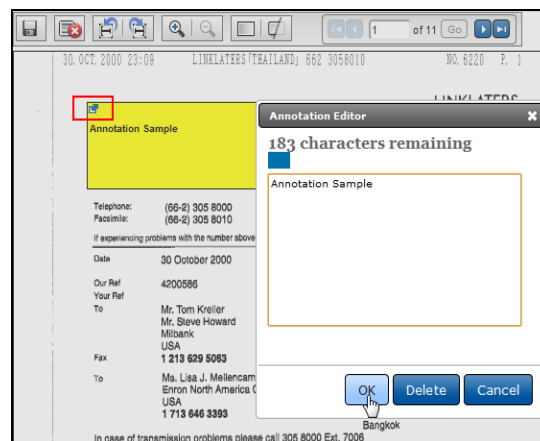 1 of 11 Go
30. OCT. 2000 23:09 LINKLATERS(THAILAND) 662 3058010 NO. 6220 P. 1
LINKLATERS
Annotation Sample
Annotation Editor x
183 characters remaining
Annotation Sample
Telephone: (66-2) 305 8000
Facsimile: (66-2) 305 8010
If experiencing problems with the number above
Date 30 October 2000
Our Ref 4200586
Your Ref
To Mr. Tom Kreller
Mr. Steve Howard
Milbank
USA
Fax 1 213 629 5063
To Ms. Lisa J. Mellencam
Enron North America C
USA
1 713 646 3393
OK Delete Cancel
Bangkok
In case of transmission problems please call 305 8000 Ext. 7006